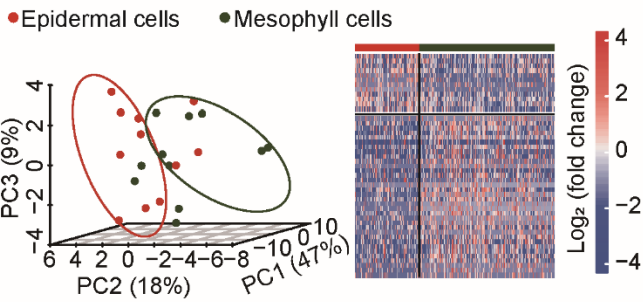 Epidermal cells Mesophyll cells
4
2
0
−2
−4
PC3 (9%)
6 4 2 0 −2−4−6−8
PC2 (18%)
−10 0 10
PC1 (47%)
4
2
0
−2
−4
Log₂ (fold change)